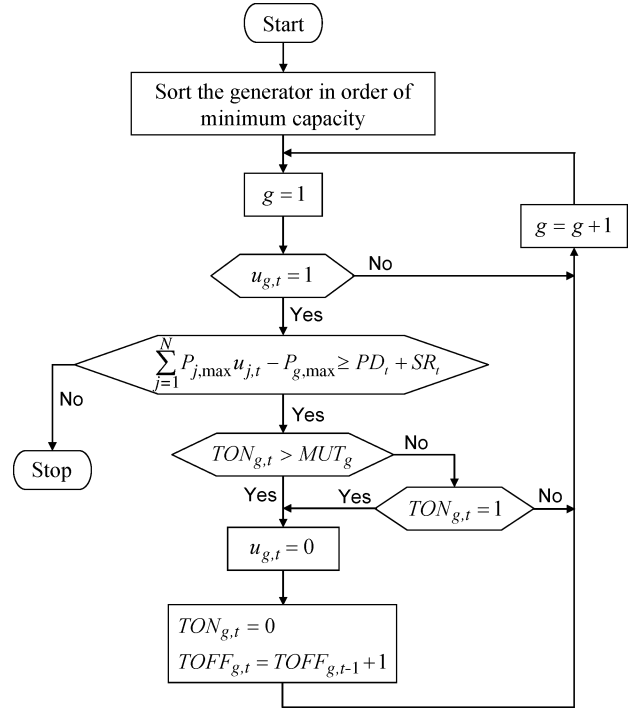 Start
Sort the generator in order of
minimum capacity
g = 1
g = g +1
u_{g,t} = 1
No
Yes
\sum_{j=1}^{N} P_{j,max} u_{j,t} - P_{g,max} ≥ PD_t + SR_t
No
Yes
Stop
TON_{g,t} > MUT_g
No
Yes
Yes
TON_{g,t} = 1
No
u_{g,t} = 0
TON_{g,t} = 0
TOFF_{g,t} = TOFF_{g,t-1} +1